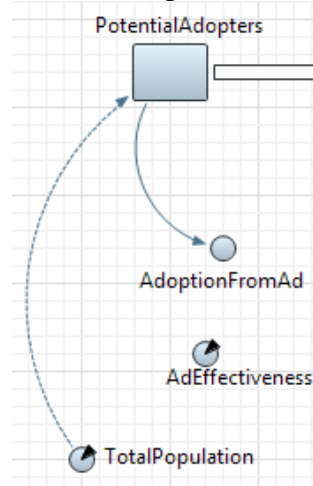 PotentialAdopters
AdoptionFromAd
AdEffectiveness
TotalPopulation